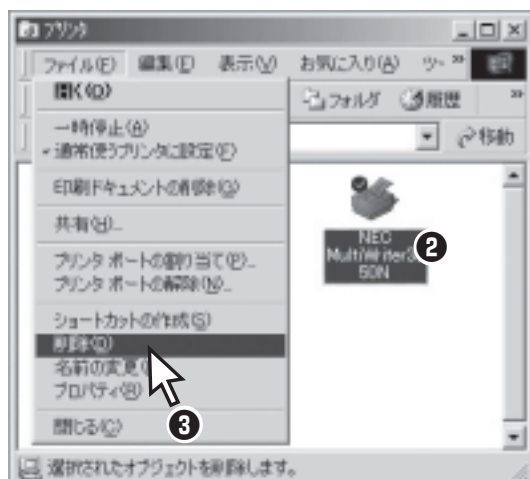 プリンタ
ファイル(F) 編集(E) 表示(V) お気に入り(A) ツー »
開く(O)
フォルダ 履歴 »
一時停止(A)
通常使うプリンタに設定(F)
移動
印刷ドキュメントの削除(G)
共有(H)...
プリンタ ポートの割り当て(P)...
プリンタ ポートの解除(N)...
ショートカットの作成(S)
削除(D)
名前の変更
プロパティ(R)
閉じる(C)
NEC
MultiWriter3
50N
2
3
選択されたオブジェクトを削除します。